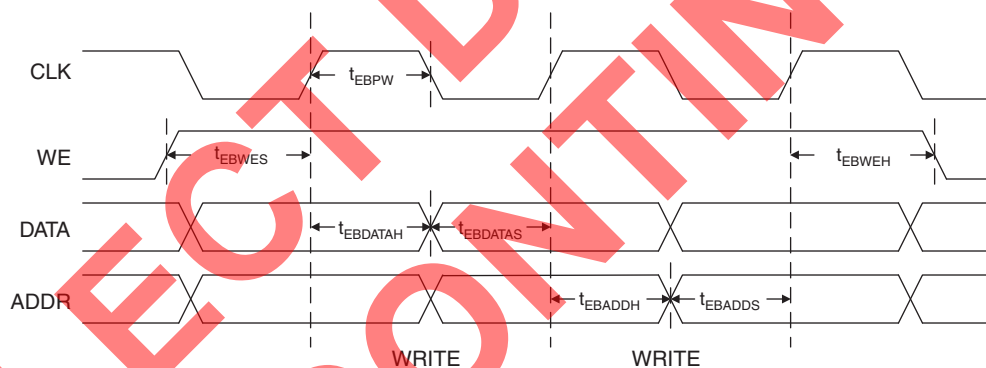 CLK
tEBPW
WE
tEBWES
tEBWEH
DATA
tEBDATAH
tEBDATAS
ADDR
tEBADDH
tEBADDS
WRITE WRITE